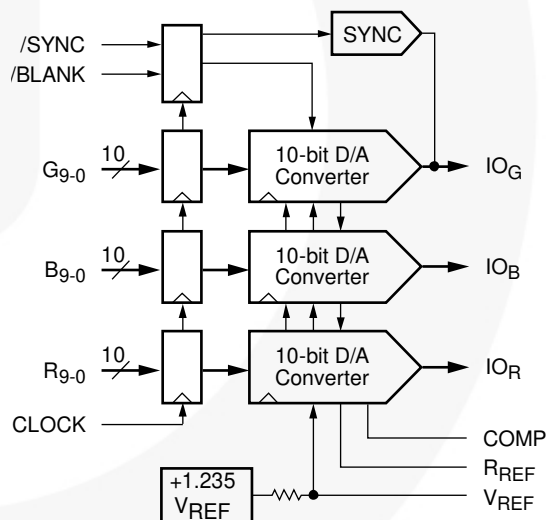 /SYNC
SYNC
/BLANK
G9-0
10
10-bit D/A
Converter
IOG
B9-0
10
10-bit D/A
Converter
IOB
R9-0
10
10-bit D/A
Converter
IOR
CLOCK
COMP
RREF
+1.235
VREF
VREF